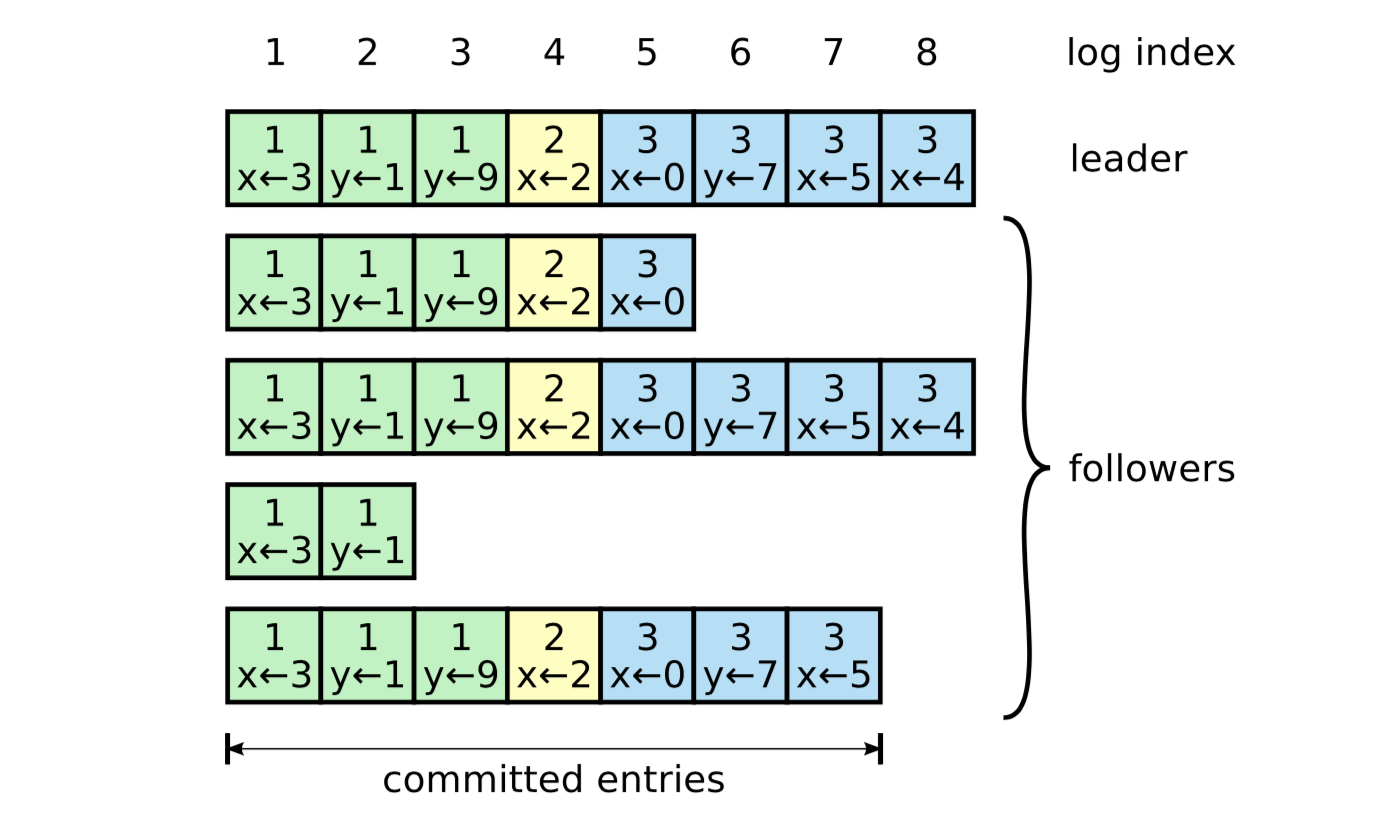 1 2 3 4 5 6 7 8 log index
1 1 1 2 3 3 3 3
x←3 y←1 y←9 x←2 x←0 y←7 x←5 x←4
leader
1 1 1 2 3
x←3 y←1 y←9 x←2 x←0
1 1 1 2 3 3 3 3
x←3 y←1 y←9 x←2 x←0 y←7 x←5 x←4
followers
1 1
x←3 y←1
1 1 1 2 3 3 3
x←3 y←1 y←9 x←2 x←0 y←7 x←5
committed entries